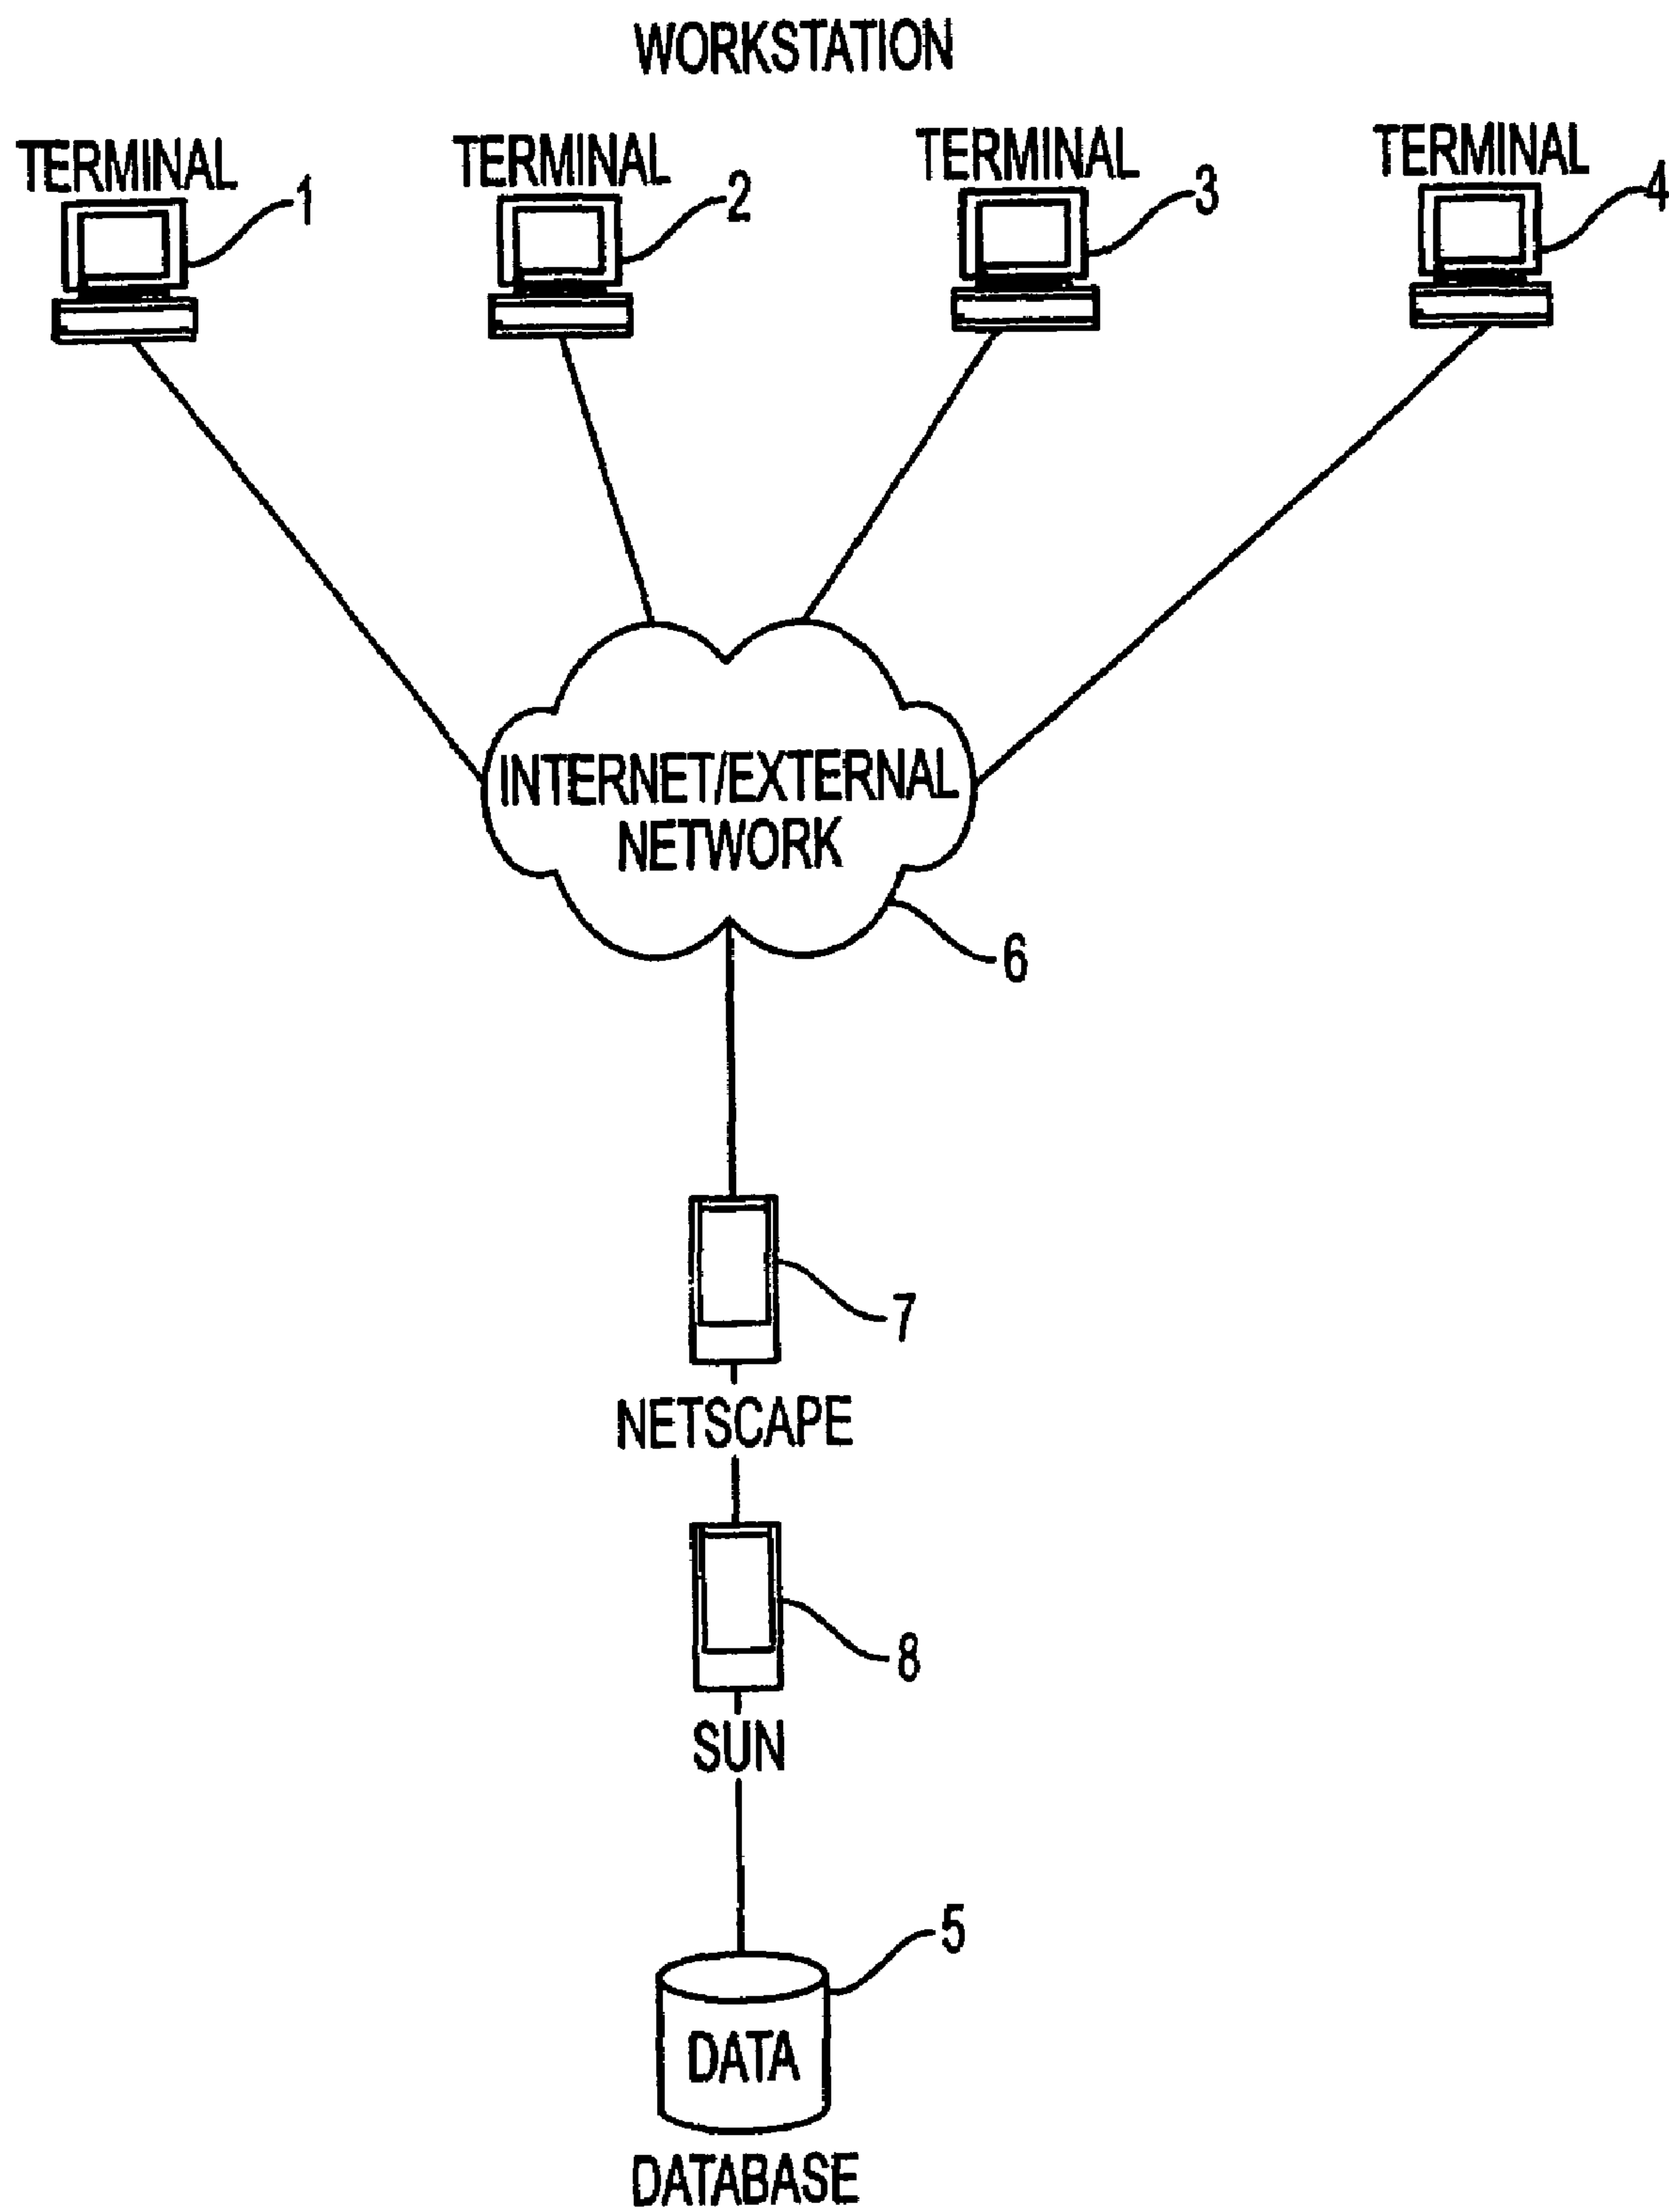 WORKSTATION
TERMINAL
TERMINAL
TERMINAL
TERMINAL
1
2
3
4
INTERNET/EXTERNAL
NETWORK
6
7
NETSCAPE
8
SUN
5
DATA
DATABASE